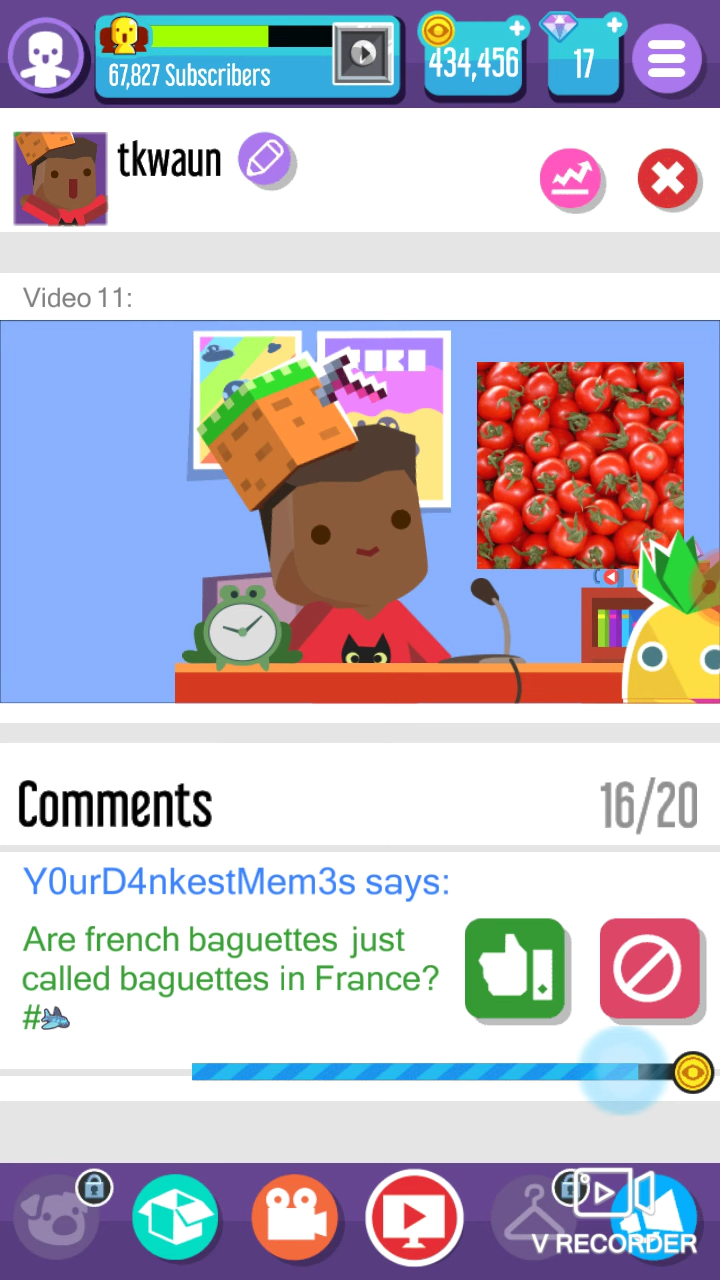 67,827 Subscribers
434,456
17
tkwaun
Video 11:
Comments
16/20
Y0urD4nkestMem3s says:
Are french baguettes just
called baguettes in France?
#
V RECORDER